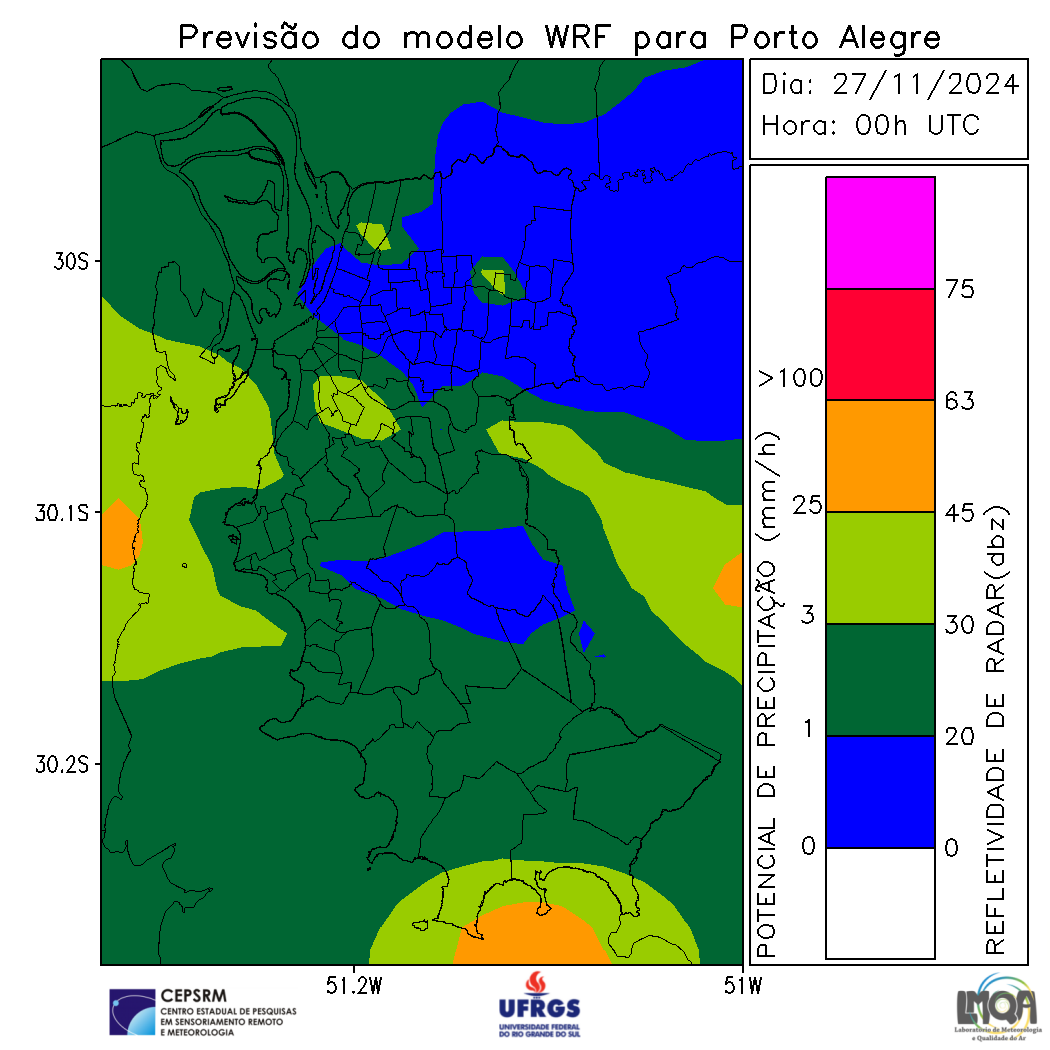 Previsão do modelo WRF para Porto Alegre
Dia: 27/11/2024
Hora: 00h UTC
30S
30.1S
30.2S
51.2W
51W
POTENCIAL DE PRECIPITAÇÃO (mm/h)
>100
25
3
1
0
75
63
45
30
20
0
REFLETIVIDADE DE RADAR(dbz)
CEPSRM
CENTRO ESTADUAL DE PESQUISAS
EM SENSORIAMENTO REMOTO
E METEOROLOGIA
UFRGS
UNIVERSIDADE FEDERAL
DO RIO GRANDE DO SUL
LMQA
Laboratório de Meteorologia
e Qualidade do Ar